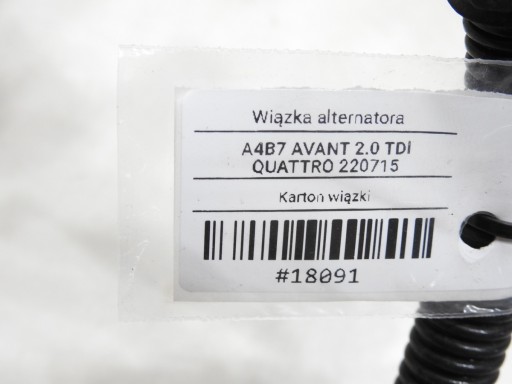 Wiązka alternatora
A4B7 AVANT 2.0 TDI
QUATTRO 220715
Karton wiązki
#18091